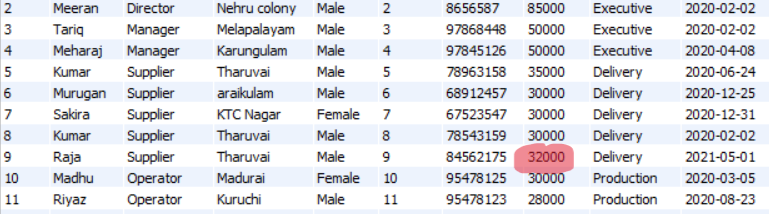 2 Meeran Director Nehru colony Male 2 8656587 85000 Executive 2020-02-02
3 Tariq Manager Melapalayam Male 3 97868448 50000 Executive 2020-02-02
4 Meharaj Manager Karungulam Male 4 97845126 50000 Executive 2020-04-08
5 Kumar Supplier Tharuvai Male 5 78963158 35000 Delivery 2020-06-24
6 Murugan Supplier araikulam Male 6 68912457 30000 Delivery 2020-12-25
7 Sakira Supplier KTC Nagar Female 7 67523547 30000 Delivery 2020-12-31
8 Kumar Supplier Tharuvai Male 8 78543159 30000 Delivery 2020-02-02
9 Raja Supplier Tharuvai Male 9 84562175 32000 Delivery 2021-05-01
10 Madhu Operator Madurai Female 10 95478125 30000 Production 2020-03-05
11 Riyaz Operator Kuruchi Male 11 95478123 28000 Production 2020-08-23